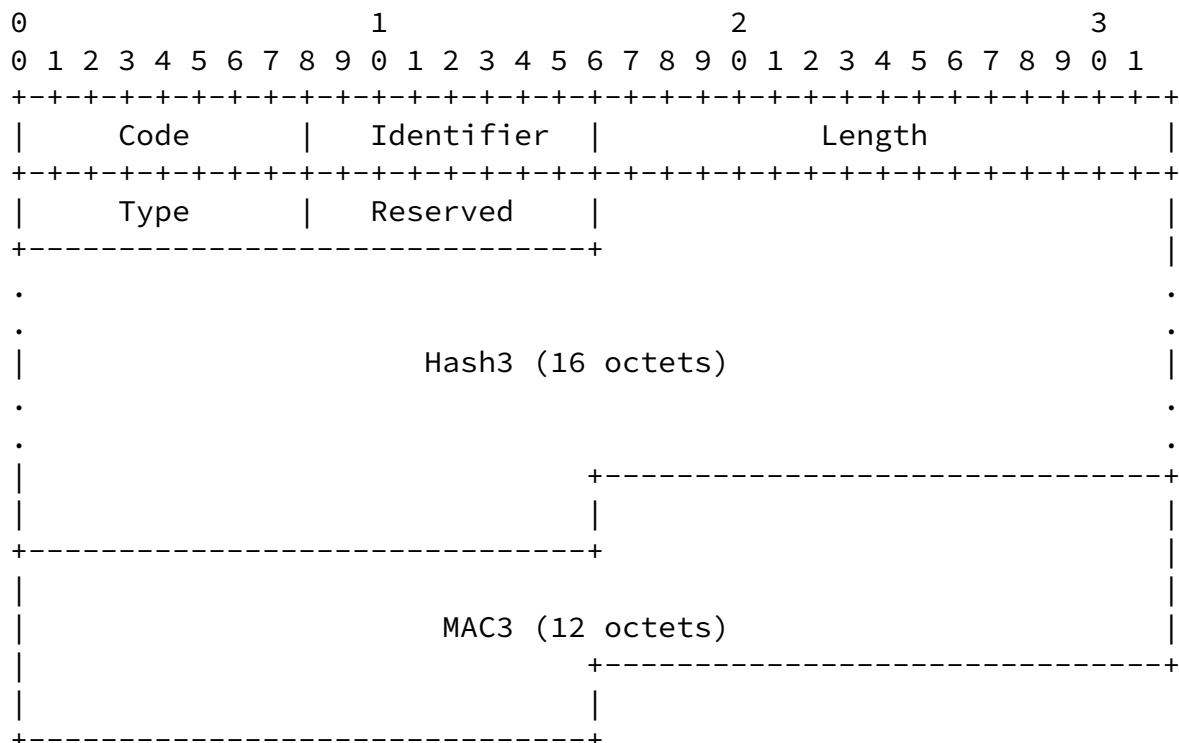 0                   1                   2                   3
0 1 2 3 4 5 6 7 8 9 0 1 2 3 4 5 6 7 8 9 0 1 2 3 4 5 6 7 8 9 0 1
+-+-+-+-+-+-+-+-+-+-+-+-+-+-+-+-+-+-+-+-+-+-+-+-+-+-+-+-+-+-+-+-+
|     Code      |   Identifier  |            Length             |
+-+-+-+-+-+-+-+-+-+-+-+-+-+-+-+-+-+-+-+-+-+-+-+-+-+-+-+-+-+-+-+-+
|     Type      |   Reserved    |                               |
+-------------------------------+                               |
.                                                               .
.                                                               .
|                      Hash3 (16 octets)                        |
.                                                               .
.                                                               .
|                               +-------------------------------+
|                               |                               |
+-------------------------------+                               |
|                                                               |
|                       MAC3 (12 octets)                        |
|                               +-------------------------------+
|                               |
+-------------------------------+